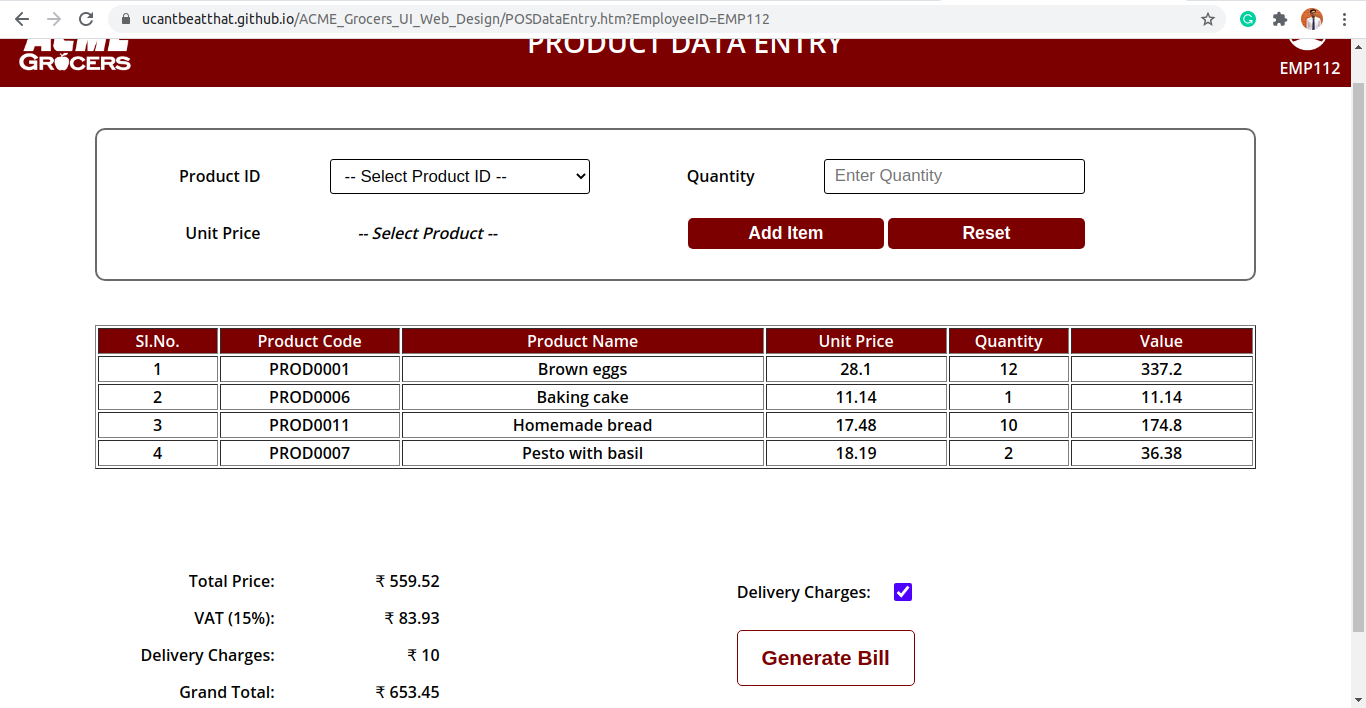 ucantbeatthat.github.io/ACME_Grocers_UI_Web_Design/POSDataEntry.htm?EmployeeID=EMP112
ACME
GROCERS
PRODUCT DATA ENTRY
EMP112
Product ID -- Select Product ID -- Quantity Enter Quantity
Unit Price -- Select Product -- Add Item Reset
Sl.No. Product Code Product Name Unit Price Quantity Value
1 PROD0001 Brown eggs 28.1 12 337.2
2 PROD0006 Baking cake 11.14 1 11.14
3 PROD0011 Homemade bread 17.48 10 174.8
4 PROD0007 Pesto with basil 18.19 2 36.38
Total Price: ₹ 559.52
Delivery Charges:
VAT (15%): ₹ 83.93
Delivery Charges: ₹ 10
Generate Bill
Grand Total: ₹ 653.45